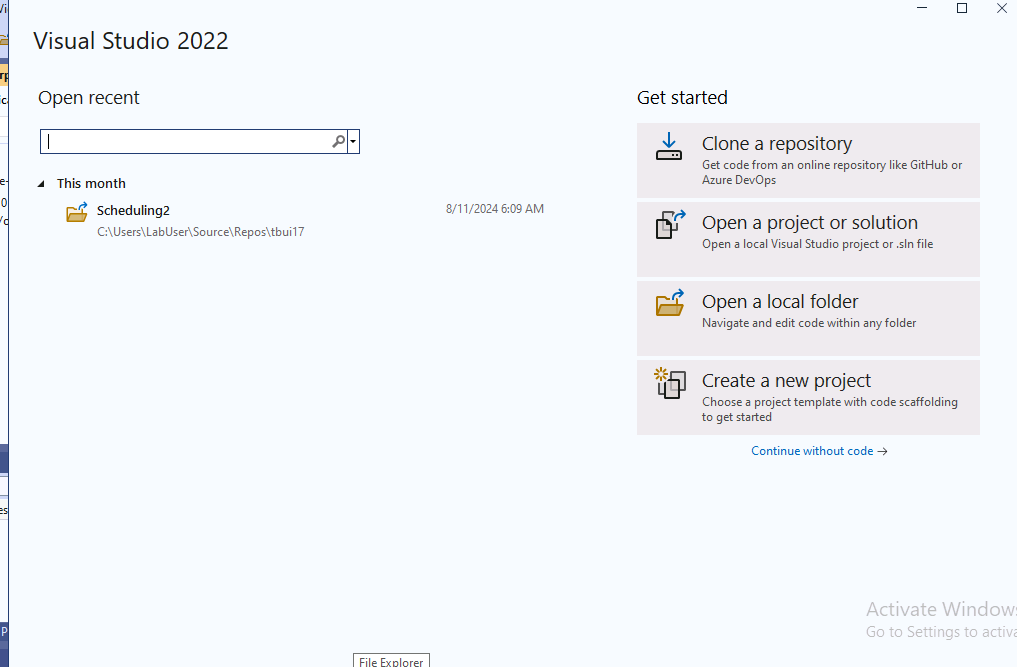 Visual Studio 2022
Open recent
This month
Scheduling2
8/11/2024 6:09 AM
C:\Users\LabUser\Source\Repos\tbui17
Get started
Clone a repository
Get code from an online repository like GitHub or
Azure DevOps
Open a project or solution
Open a local Visual Studio project or .sln file
Open a local folder
Navigate and edit code within any folder
Create a new project
Choose a project template with code scaffolding
to get started
Continue without code →
Activate Windows
Go to Settings to activa
File Explorer